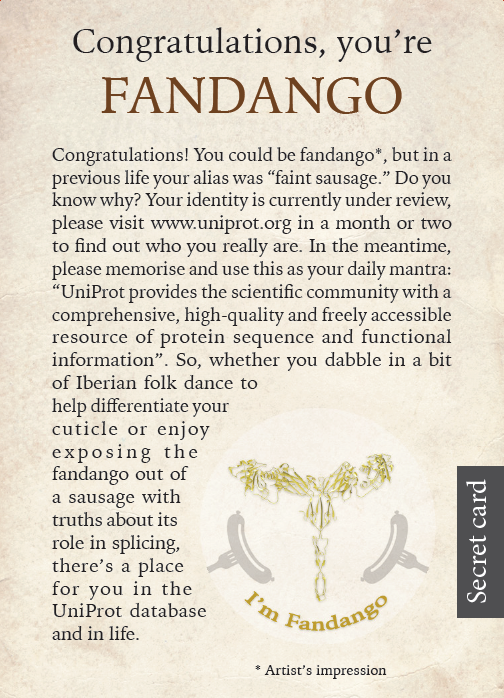 Congratulations, you're
FANDANGO
Congratulations! You could be fandango*, but in a
previous life your alias was “faint sausage.” Do you
know why? Your identity is currently under review,
please visit www.uniprot.org in a month or two
to find out who you really are. In the meantime,
please memorise and use this as your daily mantra:
“UniProt provides the scientific community with a
comprehensive, high-quality and freely accessible
resource of protein sequence and functional
information”. So, whether you dabble in a bit
of Iberian folk dance to
help differentiate your
cuticle or enjoy
exposing the
fandango out of
a sausage with
truths about its
role in splicing,
there's a place
for you in the
UniProt database
and in life.
I'm Fandango
* Artist's impression
Secret card